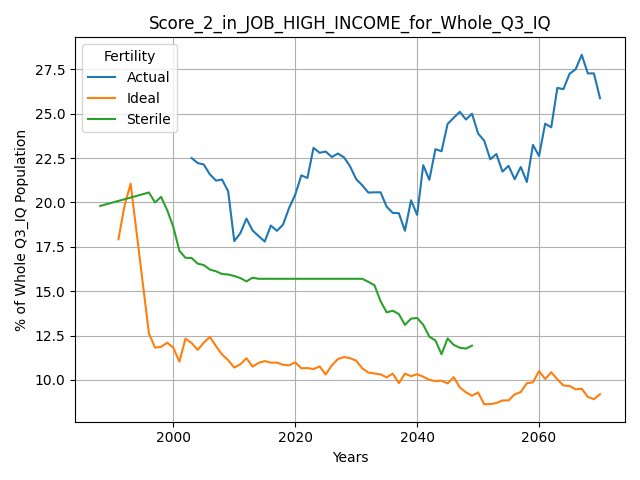 Score_2_in_JOB_HIGH_INCOME_for_Whole_Q3_IQ
Fertility
Actual
Ideal
Sterile
% of Whole Q3_IQ Population
27.5
25.0
22.5
20.0
17.5
15.0
12.5
10.0
2000 2020 2040 2060
Years